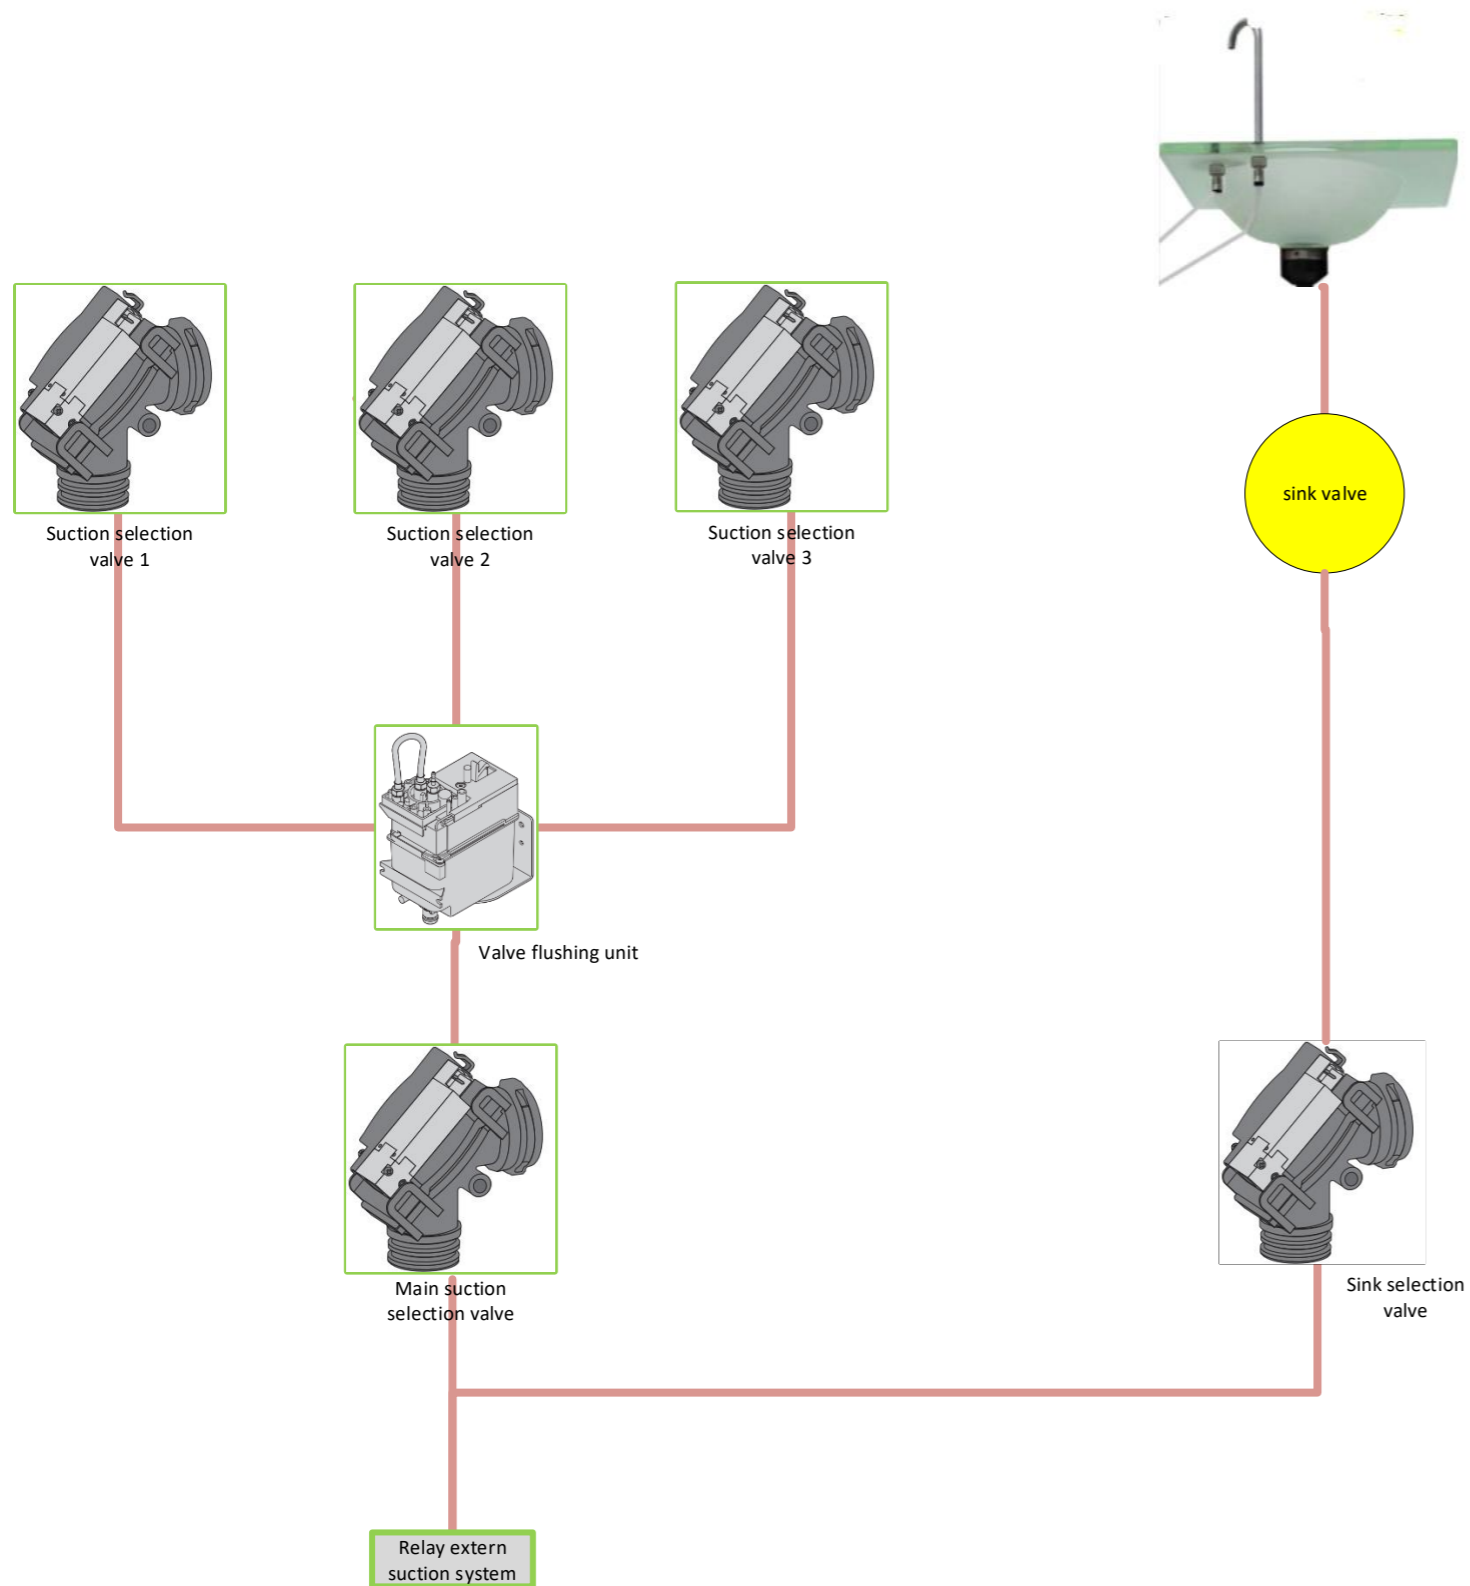 sink valve
Suction selection
valve 1
Suction selection
valve 2
Suction selection
valve 3
Valve flushing unit
Main suction
selection valve
Sink selection
valve
Relay extern
suction system